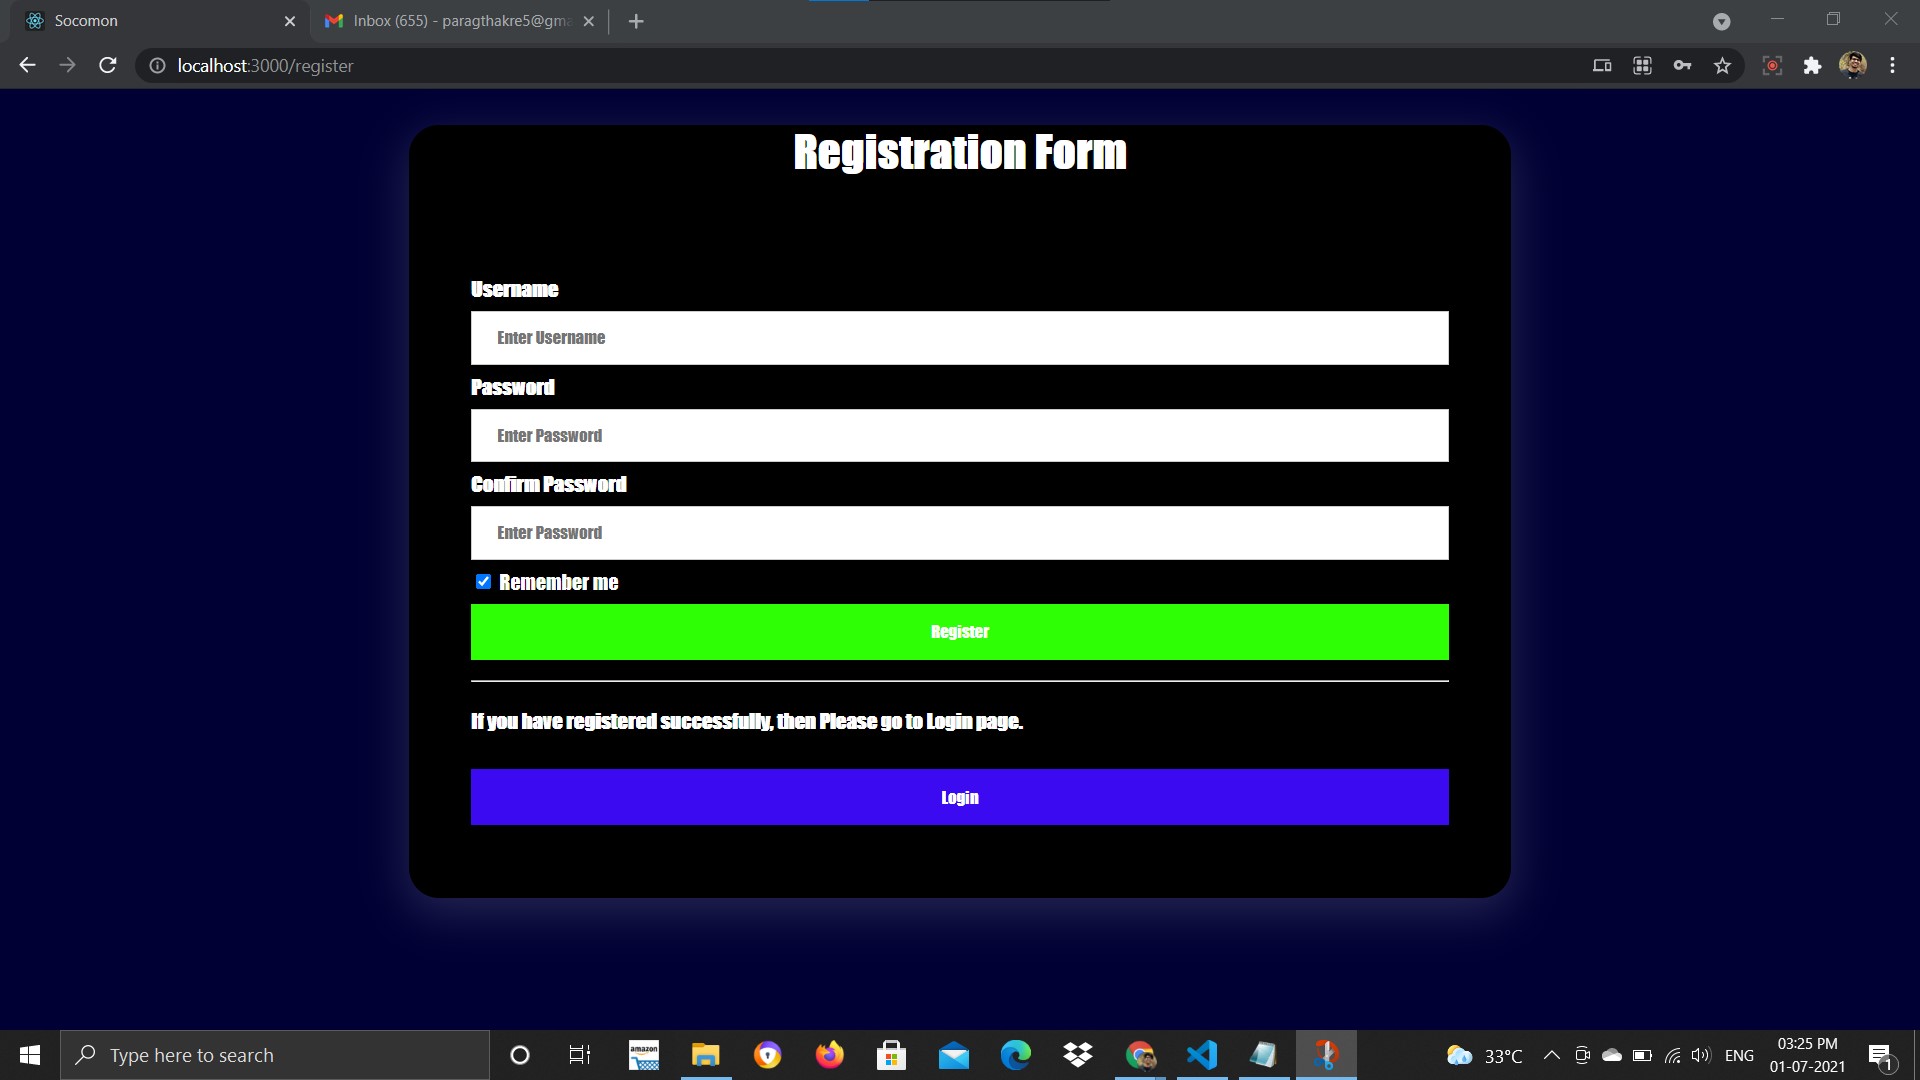 Socomon
Inbox (655) - paragthakre5@gma
localhost:3000/register
Registration Form
Username
Enter Username
Password
Enter Password
Confirm Password
Enter Password
Remember me
Register
If you have registered successfully, then Please go to Login page.
Login
Type here to search
amazon
33°C
ENG
03:25 PM
01-07-2021
1